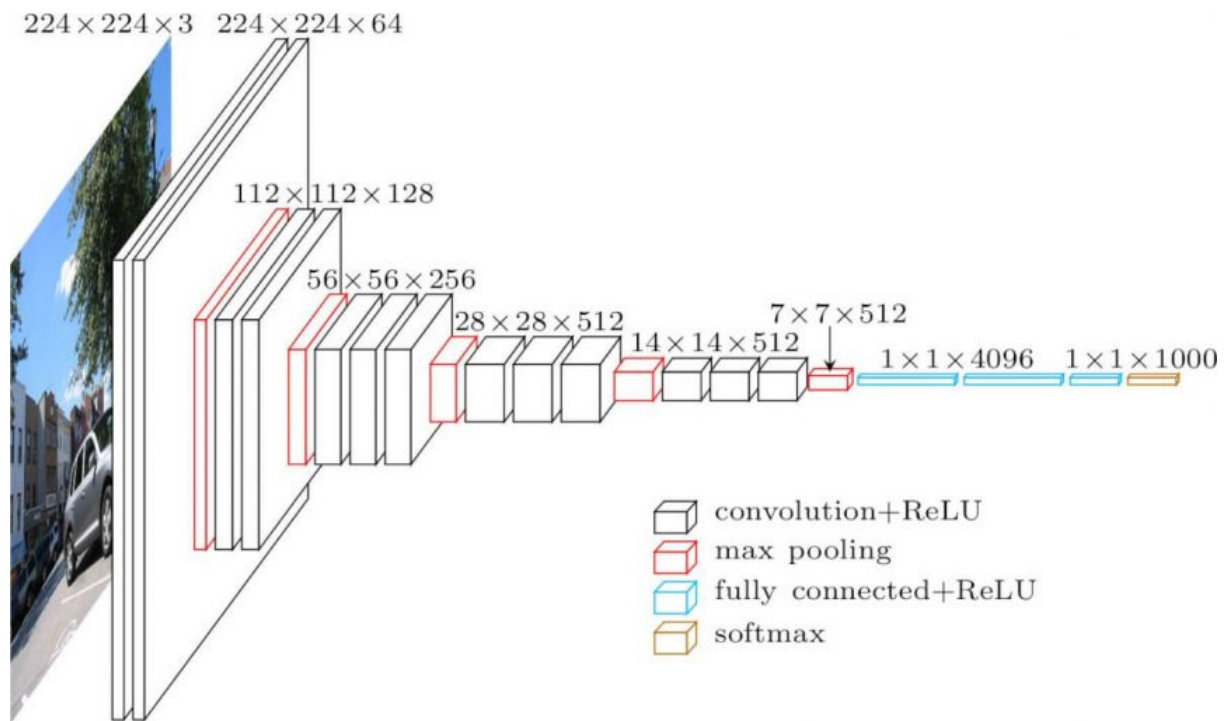 224×224×3
224×224×64
112×112×128
56×56×256
28×28×512
14×14×512
7×7×512
1×1×4096
1×1×1000
convolution+ReLU
max pooling
fully connected+ReLU
softmax